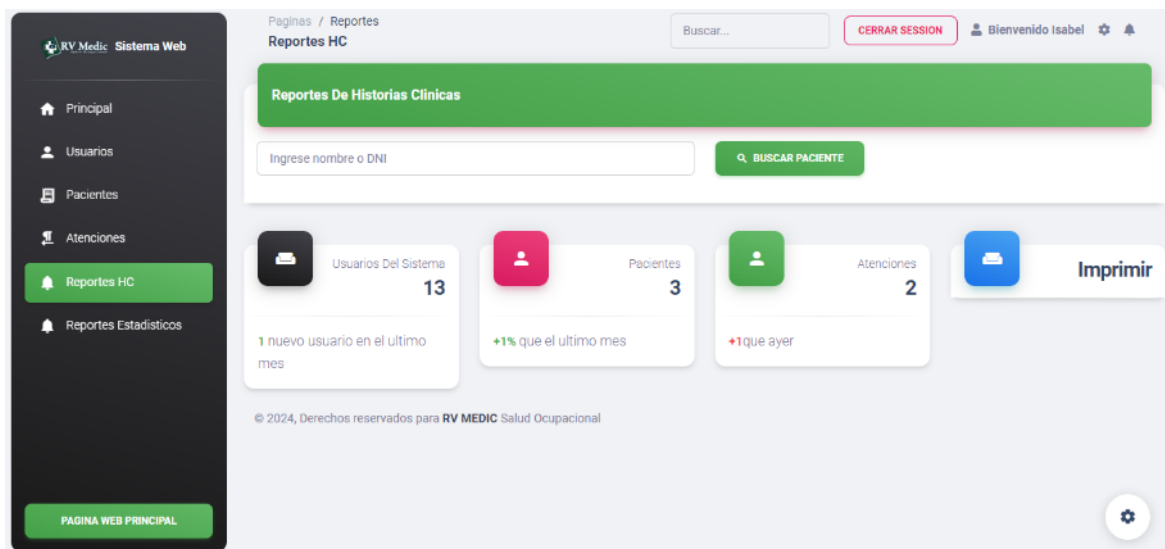 RV Medic Sistema Web
Principal
Usuarios
Pacientes
Atenciones
Reportes HC
Reportes Estadisticos
PAGINA WEB PRINCIPAL
Paginas / Reportes
Reportes HC
Buscar...
CERRAR SESSION
Bienvenido Isabel
Reportes De Historias Clinicas
Ingrese nombre o DNI
BUSCAR PACIENTE
Usuarios Del Sistema
13
1 nuevo usuario en el ultimo
mes
Pacientes
3
+1% que el ultimo mes
Atenciones
2
+1que ayer
Imprimir
© 2024, Derechos reservados para RV MEDIC Salud Ocupacional